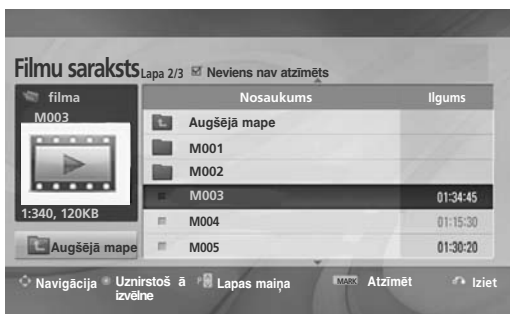 Filmu saraksts Lapa 2/3 Neviens nav atzīmēts
filma Nosaukums Ilgums
M003 Augšējā mape
M001
M002
M003 01:34:45
1:340, 120KB M004 01:15:30
Augšējā mape M005 01:30:20
Navigācija Uznirstoš ā P Lapas maiņa MARK Atzīmēt Iziet
izvēlne